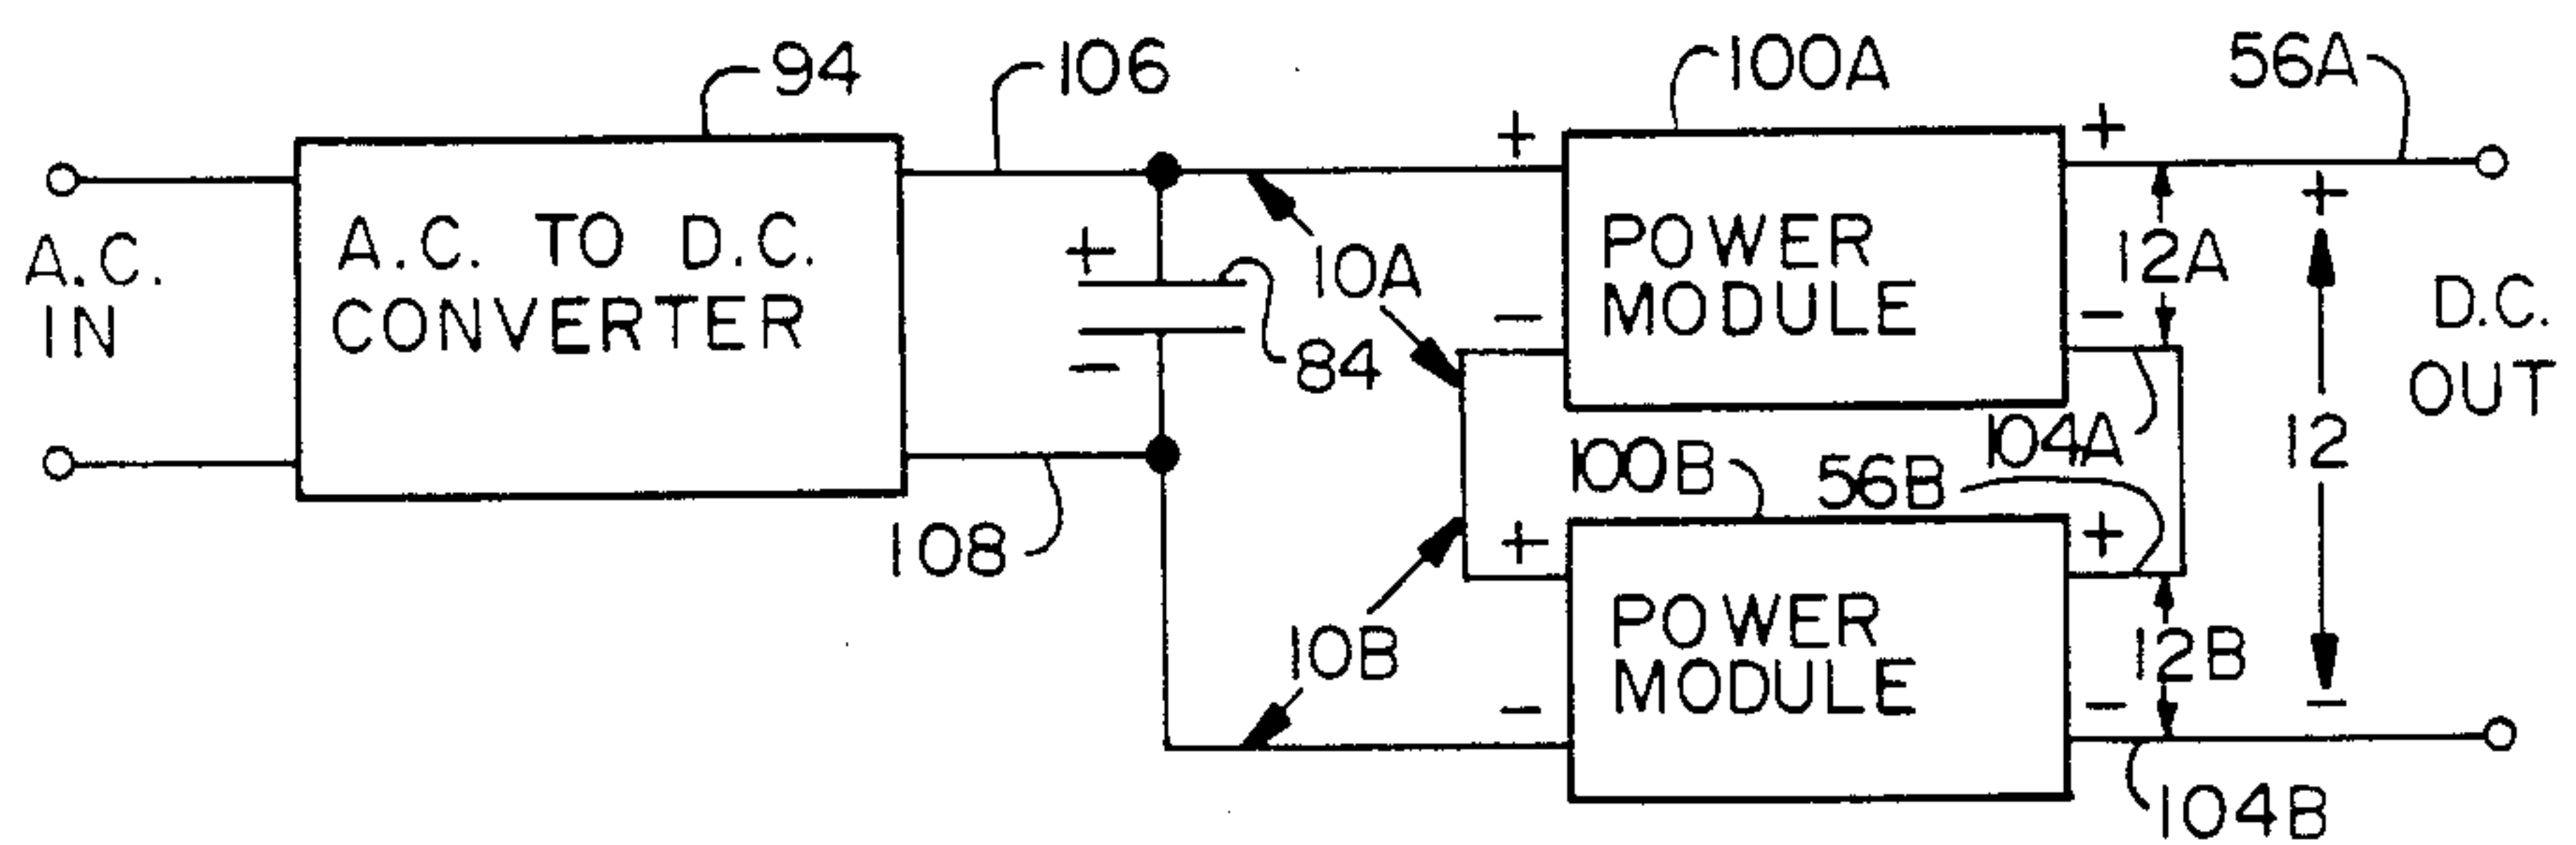 94
106
100A
56A
+
+
A.C.
IN
A.C. TO D.C.
CONVERTER
+
−
84
10A
−
POWER
MODULE
12A
−
+
12
−
D.C.
OUT
104A
100B
56B
108
+
+
10B
POWER
MODULE
12B
−
−
104B